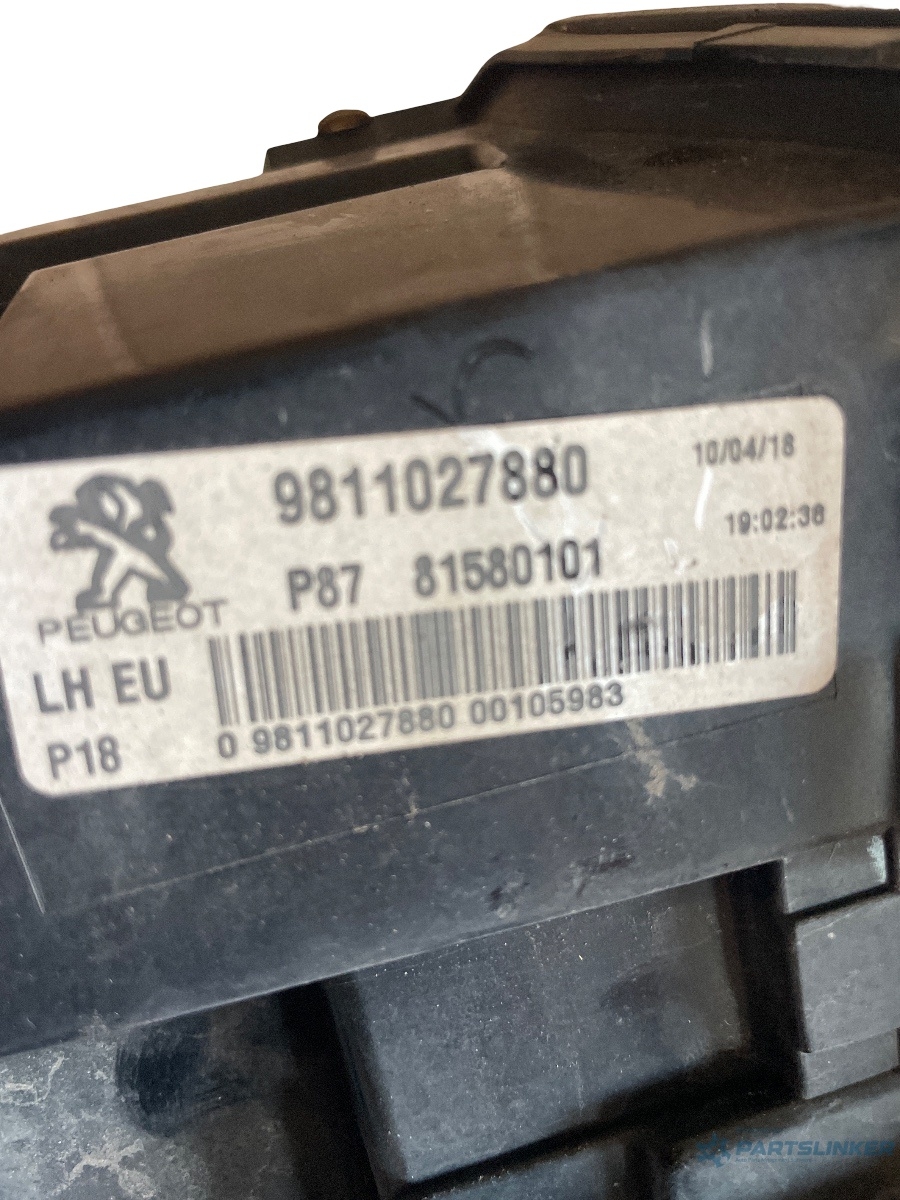 9811027880
10/04/18
19:02:38
P87 81580101
PEUGEOT
LH EU
P18
0 9811027880 00105983
PARTSLINKER